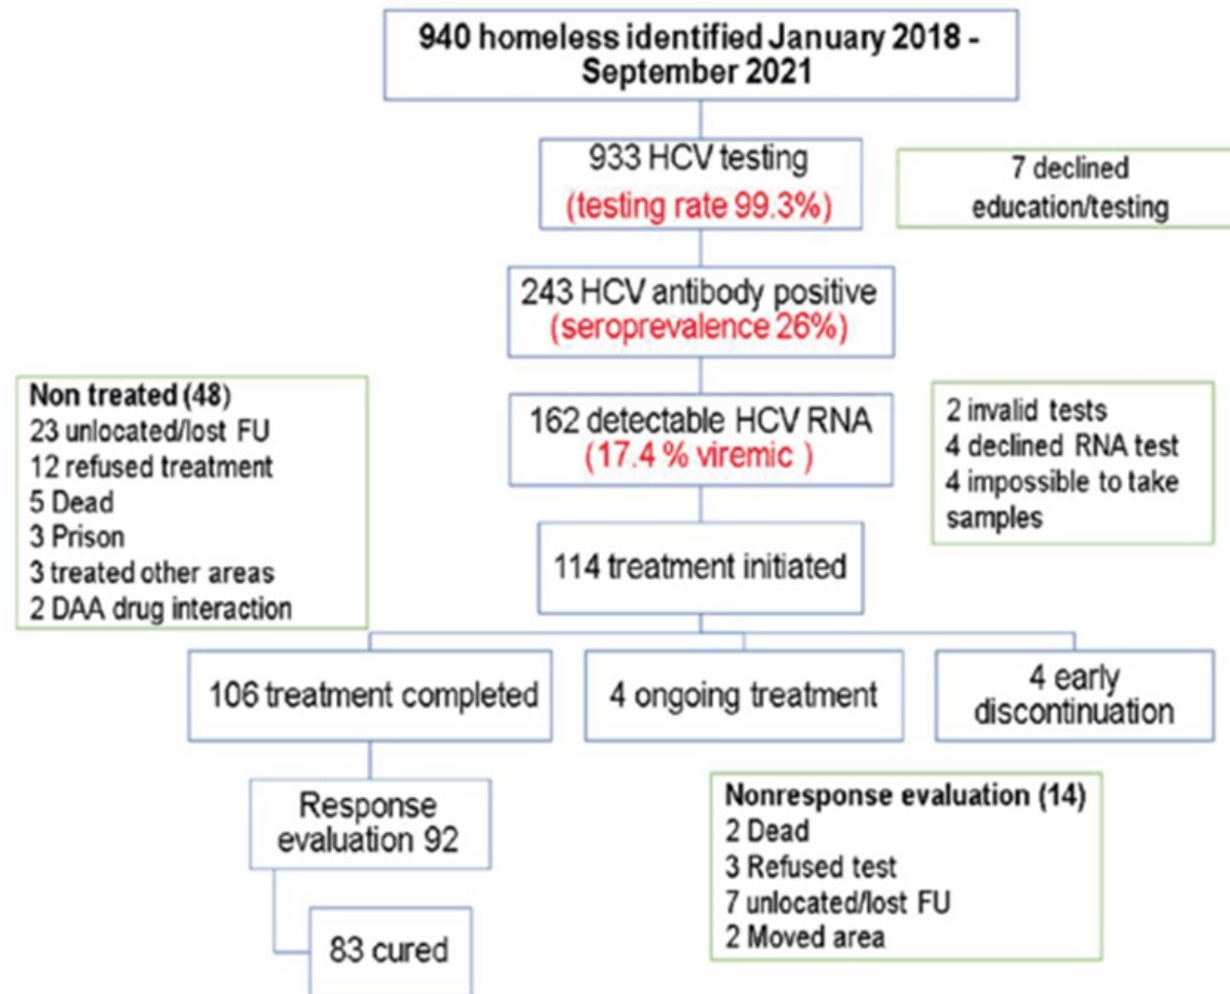 940 homeless identified January 2018 -
September 2021
933 HCV testing
(testing rate 99.3%)
7 declined
education/testing
243 HCV antibody positive
(seroprevalence 26%)
Non treated (48)
23 unlocated/lost FU
12 refused treatment
5 Dead
3 Prison
3 treated other areas
2 DAA drug interaction
162 detectable HCV RNA
(17.4 % viremic )
2 invalid tests
4 declined RNA test
4 impossible to take
samples
114 treatment initiated
106 treatment completed
4 ongoing treatment
4 early
discontinuation
Response
evaluation 92
Nonresponse evaluation (14)
2 Dead
3 Refused test
7 unlocated/lost FU
2 Moved area
83 cured